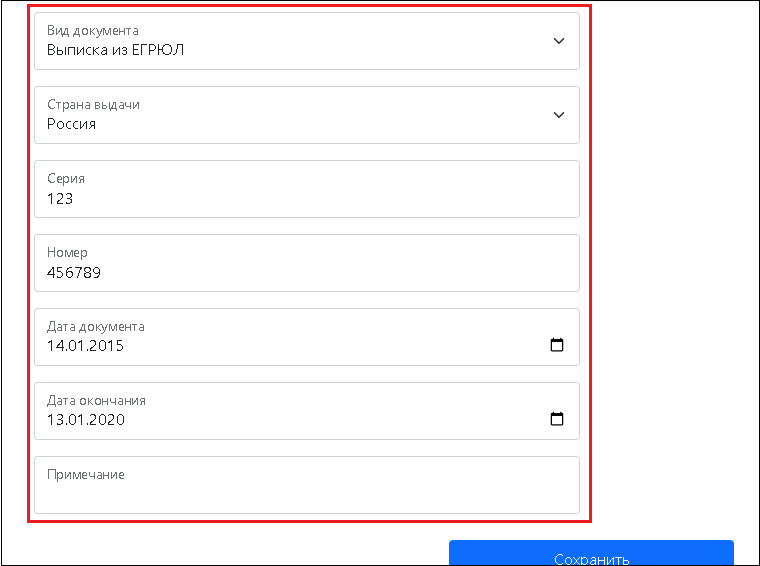 Вид документа
Выписка из ЕГРЮЛ
Страна выдачи
Россия
Серия
123
Номер
456789
Дата документа
14.01.2015
Дата окончания
13.01.2020
Примечание
Сохранить